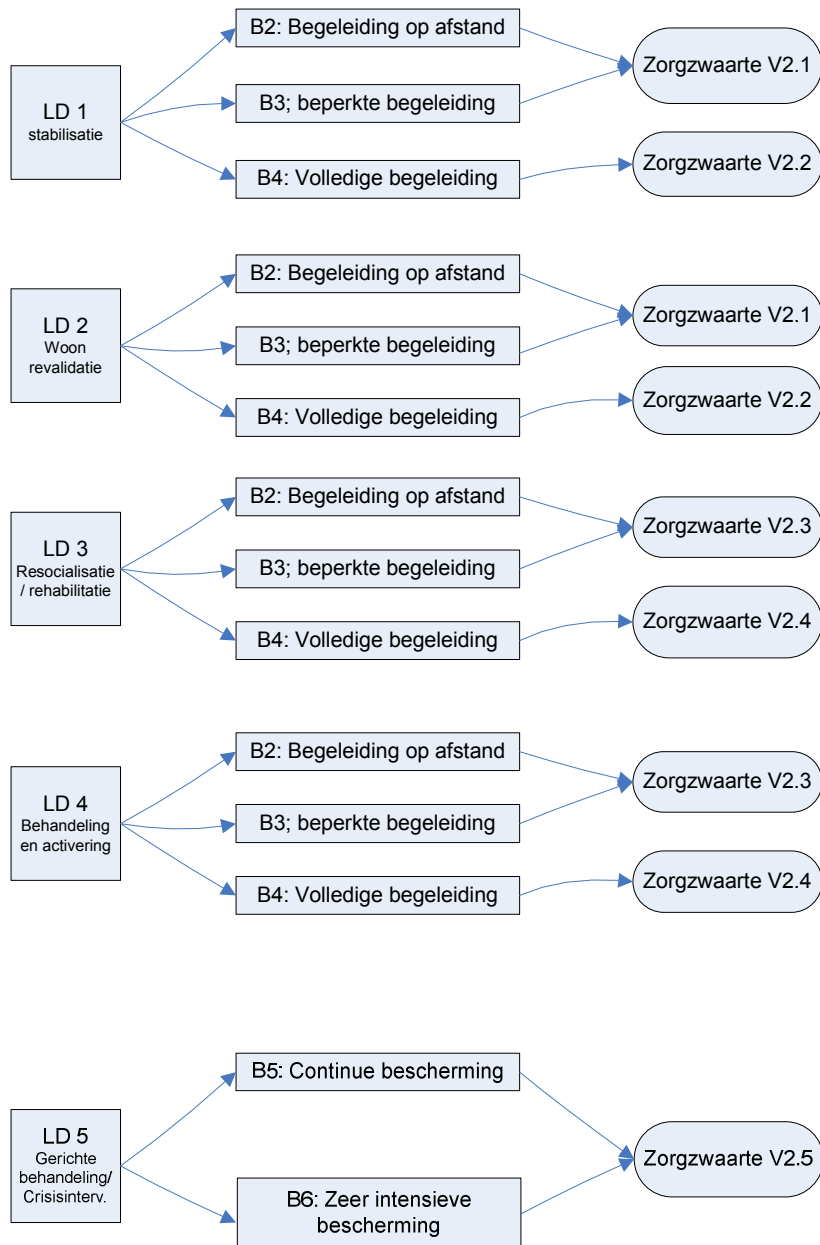 B2: Begeleiding op afstand
Zorgzwaarte V2.1
LD 1
stabilisatie
B3; beperkte begeleiding
B4: Volledige begeleiding
Zorgzwaarte V2.2
B2: Begeleiding op afstand
Zorgzwaarte V2.1
LD 2
Woon
revalidatie
B3; beperkte begeleiding
B4: Volledige begeleiding
Zorgzwaarte V2.2
B2: Begeleiding op afstand
Zorgzwaarte V2.3
LD 3
Resocialisatie
/ rehabilitatie
B3; beperkte begeleiding
B4: Volledige begeleiding
Zorgzwaarte V2.4
B2: Begeleiding op afstand
Zorgzwaarte V2.3
LD 4
Behandeling
en activering
B3; beperkte begeleiding
B4: Volledige begeleiding
Zorgzwaarte V2.4
B5: Continue bescherming
LD 5
Gerichte
behandeling/
Crisisinterv.
Zorgzwaarte V2.5
B6: Zeer intensieve
bescherming